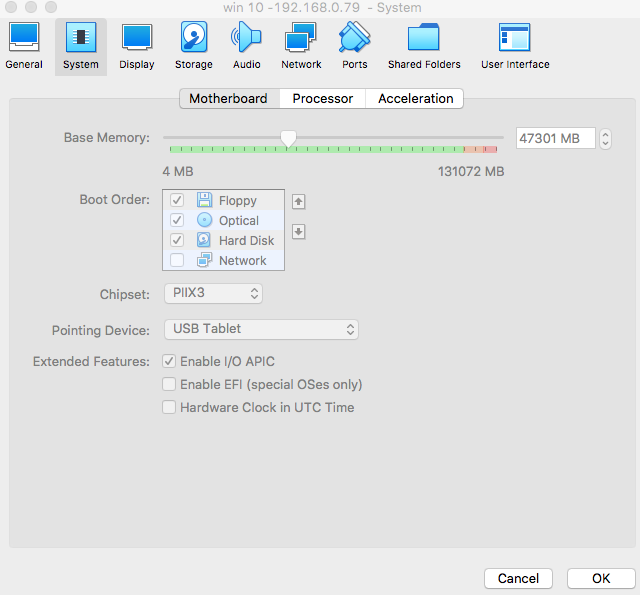 win 10 -192.168.0.79 - System
General System Display Storage Audio Network Ports Shared Folders User Interface
Motherboard Processor Acceleration
Base Memory: 47301 MB
4 MB 131072 MB
Boot Order: Floppy
Optical
Hard Disk
Network
Chipset: PIIX3
Pointing Device: USB Tablet
Extended Features: Enable I/O APIC
Enable EFI (special OSes only)
Hardware Clock in UTC Time
Cancel OK